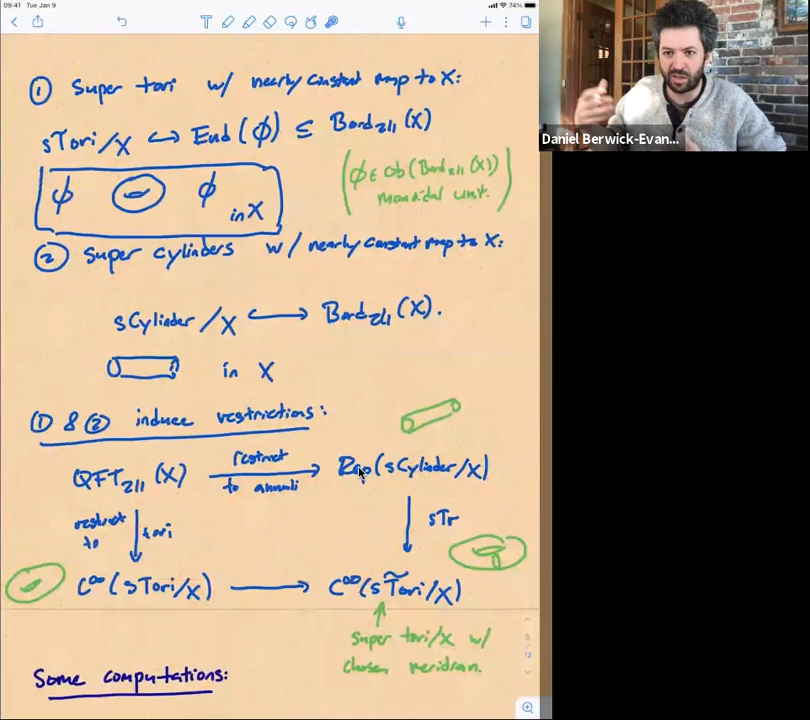 09:41 Tue Jan 9
74%
Daniel Berwick-Evan...
① Super tori w/ nearly constant map to X:
sTori/X ↪ End(ϕ) ⊆ Bord₂|₁(X)
(ϕ ∈ Ob(Bord₂|₁(X))
monoidal unit.)
ϕ ϕ in X
② Super cylinders w/ nearly constant map to X:
sCylinder/X ↪ Bord₂|₁(X).
in X
① & ② induce restrictions:
QFT₂|₁(X) restrict to annuli → Rep(sCylinder/X)
restrict to tori ↓ ↓ sTr
C^∞(sTori/X) → C^∞(sT̃ori/X)
↑
super tori/X w/
chosen meridian.
Some computations:
5
12